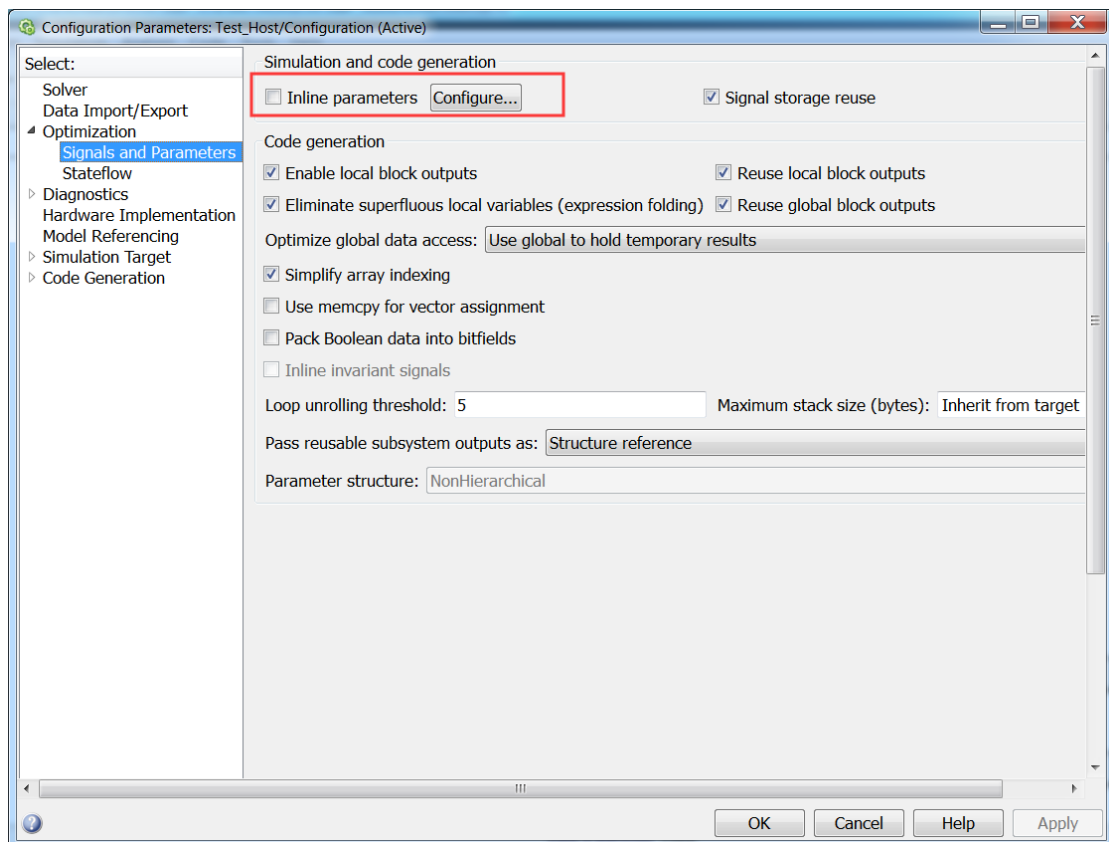 Configuration Parameters: Test_Host/Configuration (Active)
Select:
Solver
Data Import/Export
Optimization
Signals and Parameters
Stateflow
Diagnostics
Hardware Implementation
Model Referencing
Simulation Target
Code Generation
Simulation and code generation
Inline parameters Configure... Signal storage reuse
Code generation
Enable local block outputs Reuse local block outputs
Eliminate superfluous local variables (expression folding) Reuse global block outputs
Optimize global data access: Use global to hold temporary results
Simplify array indexing
Use memcpy for vector assignment
Pack Boolean data into bitfields
Inline invariant signals
Loop unrolling threshold: 5 Maximum stack size (bytes): Inherit from target
Pass reusable subsystem outputs as: Structure reference
Parameter structure: NonHierarchical
OK Cancel Help Apply